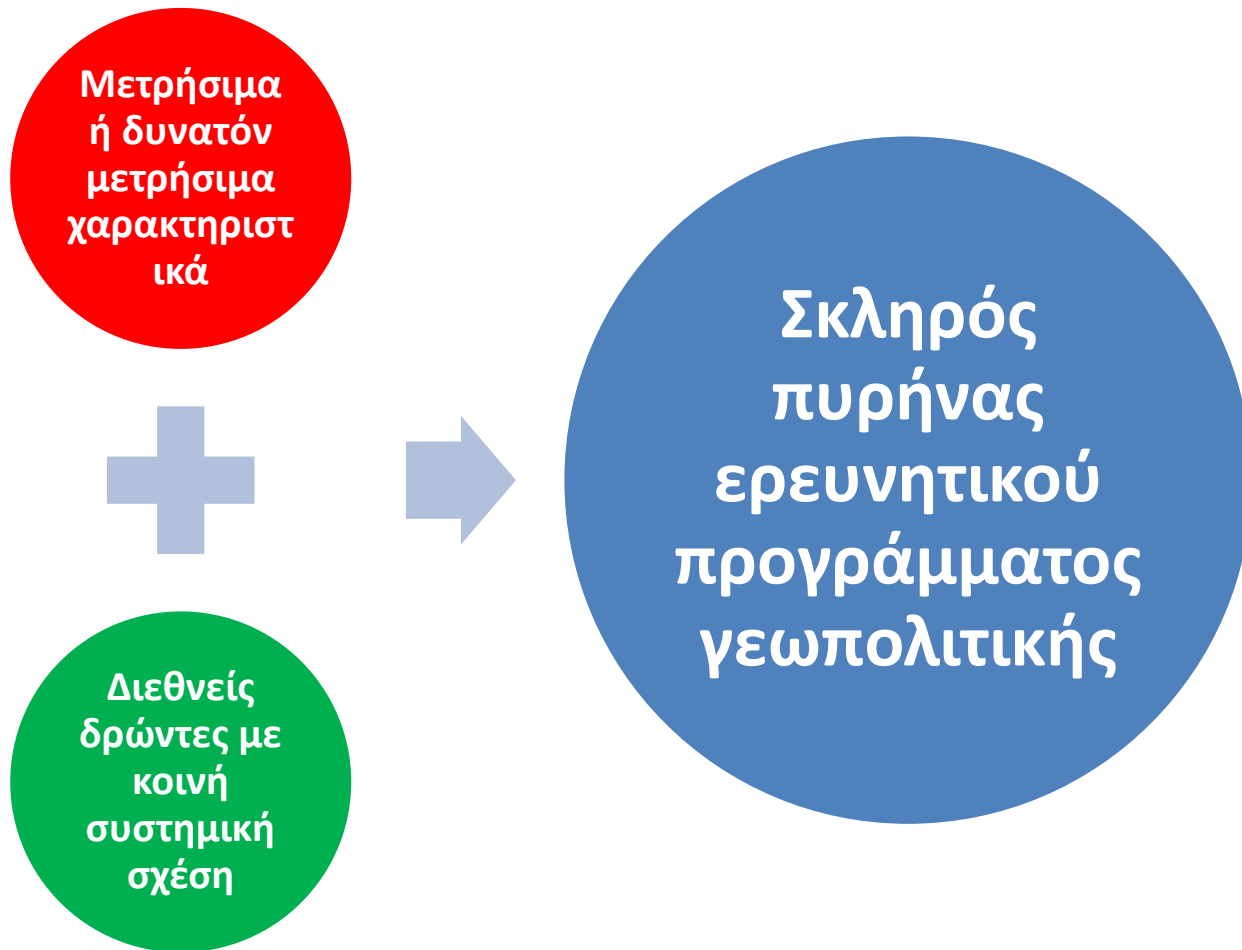 Μετρήσιμα
ή δυνατόν
μετρήσιμα
χαρακτηριστ
ικά
Διεθνείς
δρώντες με
κοινή
συστημική
σχέση
Σκληρός
πυρήνας
ερευνητικού
προγράμματος
γεωπολιτικής